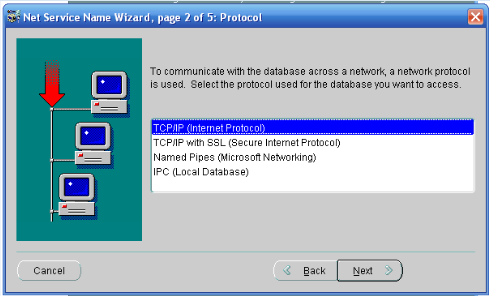 Net Service Name Wizard, page 2 of 5: Protocol
To communicate with the database across a network, a network protocol
is used. Select the protocol used for the database you want to access.
TCP/IP (Internet Protocol)
TCP/IP with SSL (Secure Internet Protocol)
Named Pipes (Microsoft Networking)
IPC (Local Database)
Cancel
Back
Next